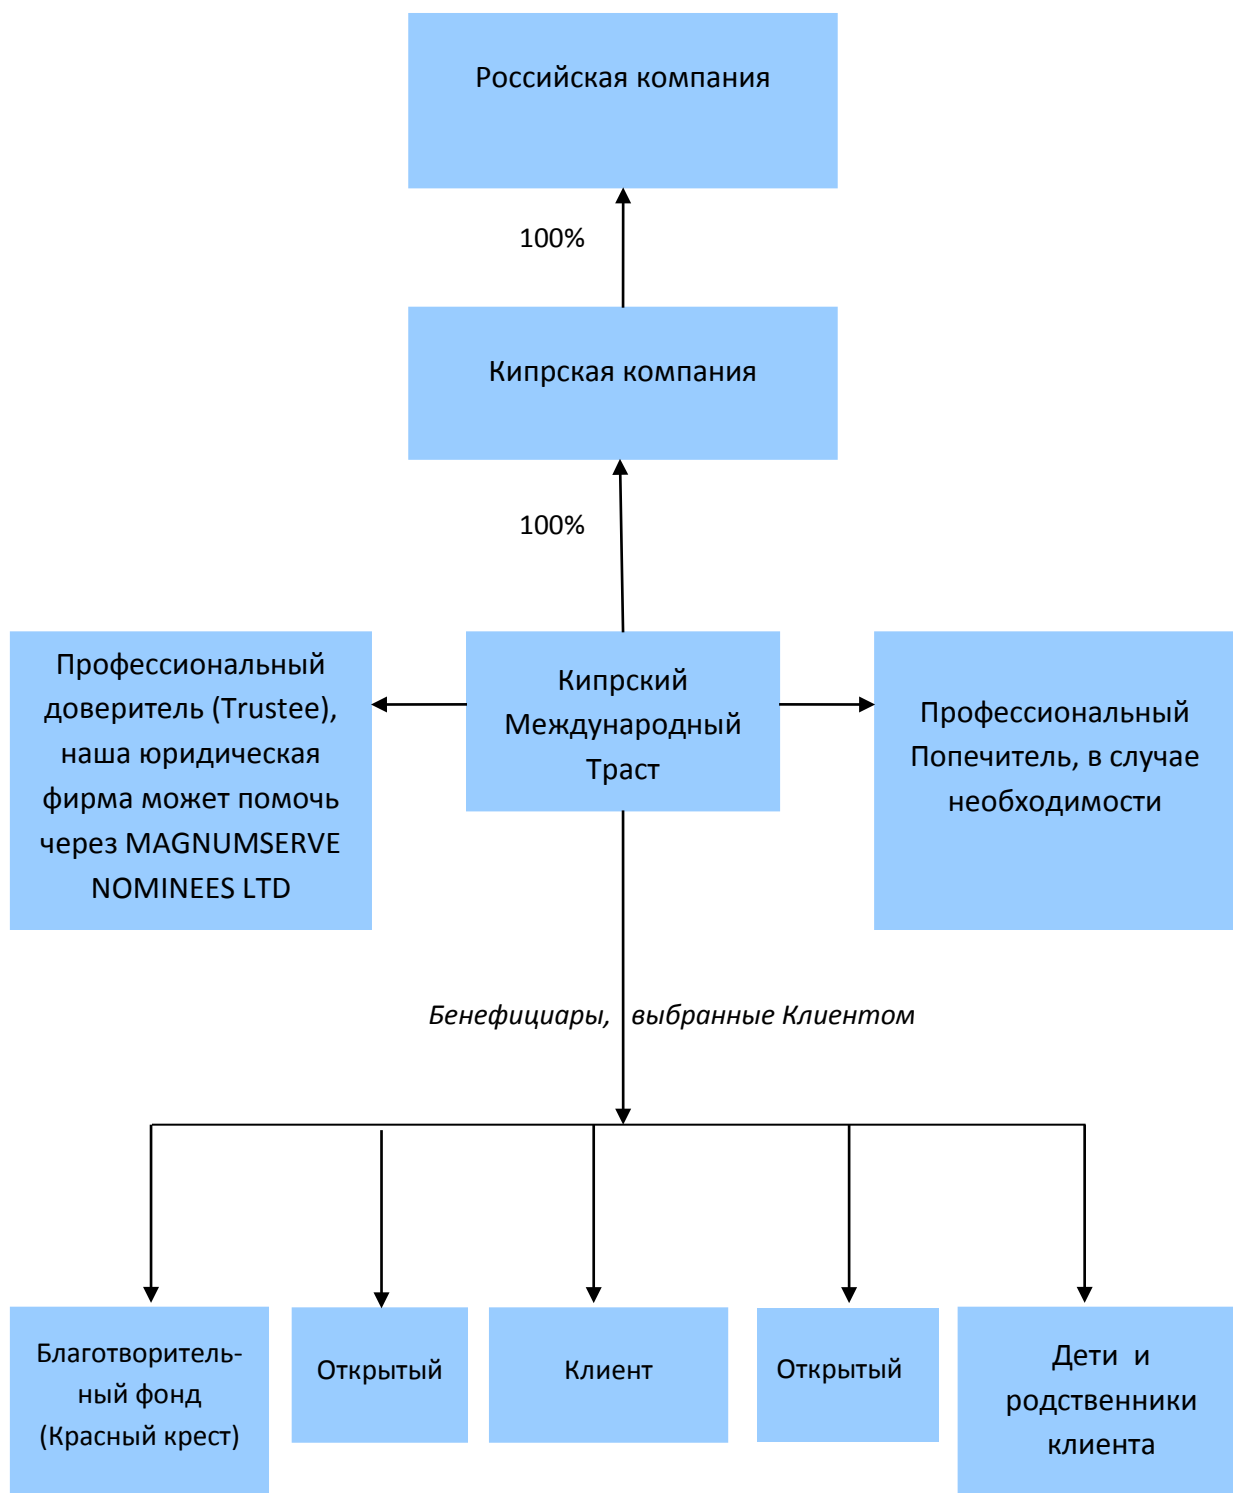 Российская компания
100%
Кипрская компания
100%
Профессиональный
доверитель (Trustee),
наша юридическая
фирма может помочь
через MAGNUMSERVE
NOMINEES LTD
Кипрский
Международный
Траст
Профессиональный
Попечитель, в случае
необходимости
Бенефициары, выбранные Клиентом
Благотворитель-
ный фонд
(Красный крест)
Открытый
Клиент
Открытый
Дети и
родственники
клиента